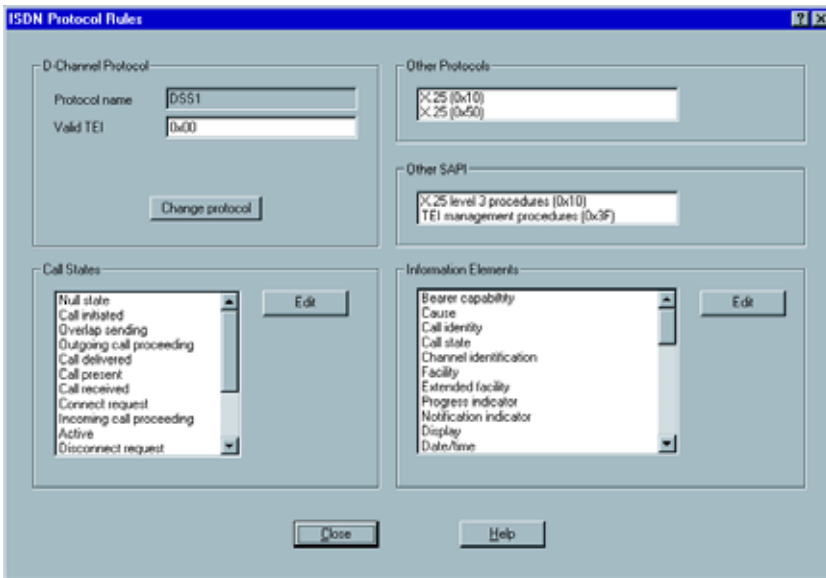 ISDN Protocol Rules
D-Channel Protocol
Protocol name DSS1
Valid TEI 0x00
Change protocol
Other Protocols
X.25 (0x10)
X.25 (0x50)
Other SAPI
X.25 level 3 procedures (0x10)
TEI management procedures (0x3F)
Call States
Null state
Call initiated
Overlap sending
Outgoing call proceeding
Call delivered
Call present
Call received
Connect request
Incoming call proceeding
Active
Disconnect request
Edit
Information Elements
Bearer capability
Cause
Call identity
Call state
Channel identification
Facility
Extended facility
Progress indicator
Notification indicator
Display
Date/time
Edit
Close
Help